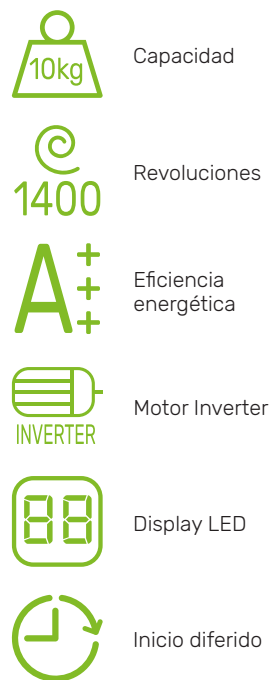 10kg
Capacidad
1400
Revoluciones
A+++
Eficiencia
energética
INVERTER
Motor Inverter
88
Display LED
Inicio diferido